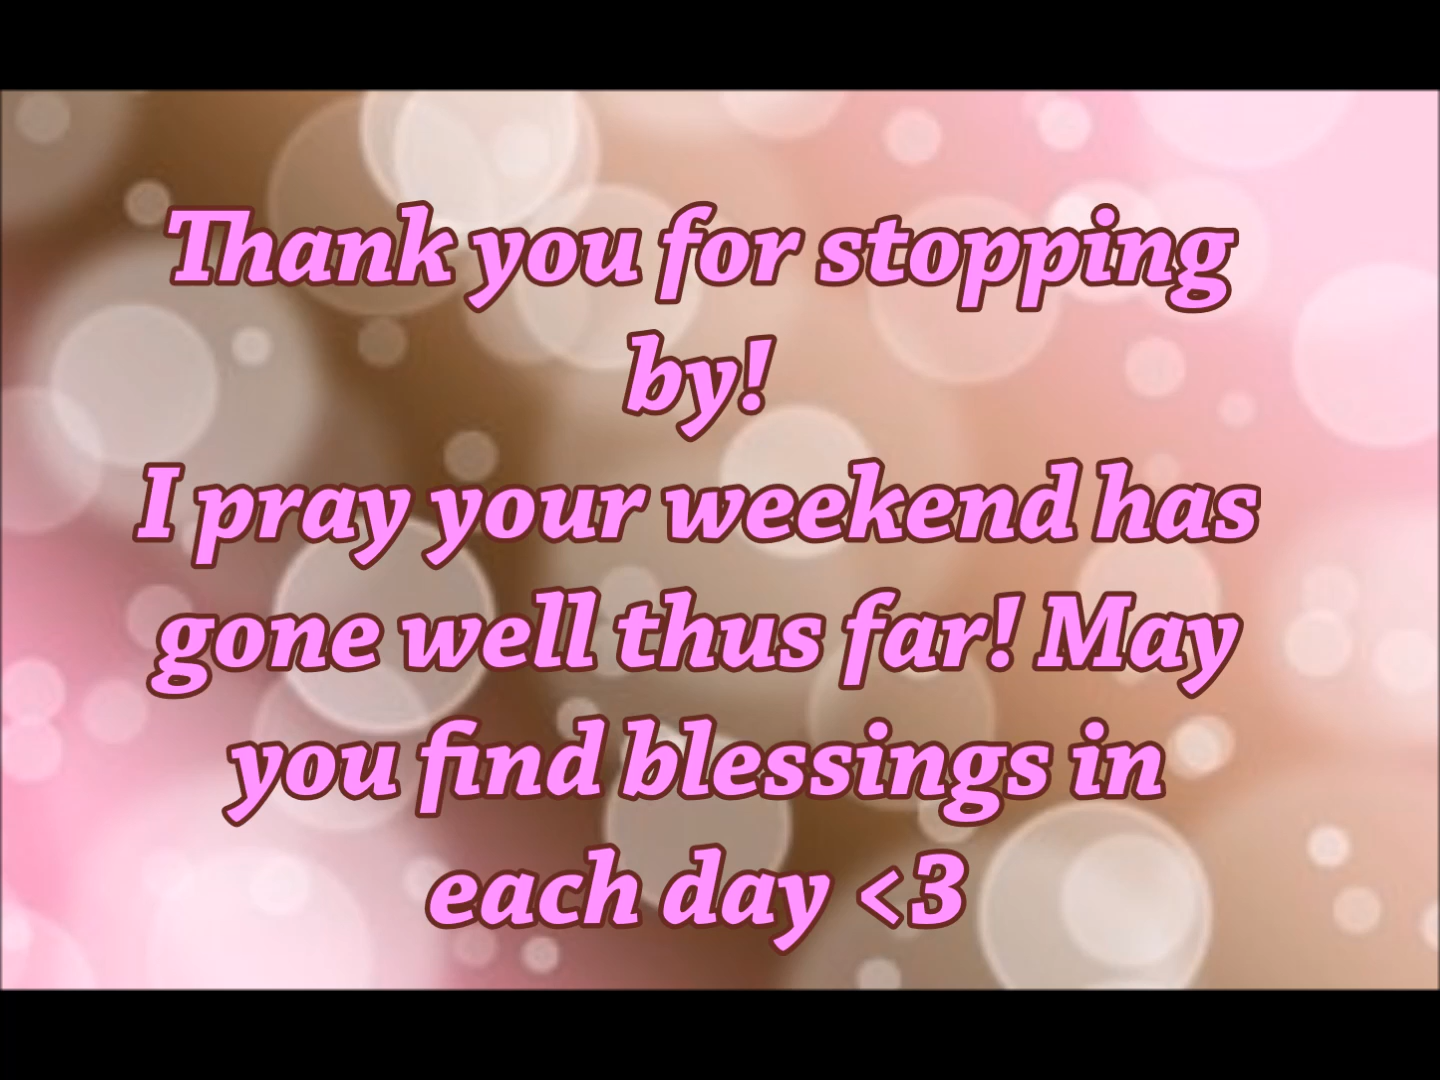 Thank you for stopping
by!
I pray your weekend has
gone well thus far! May
you find blessings in
each day <3